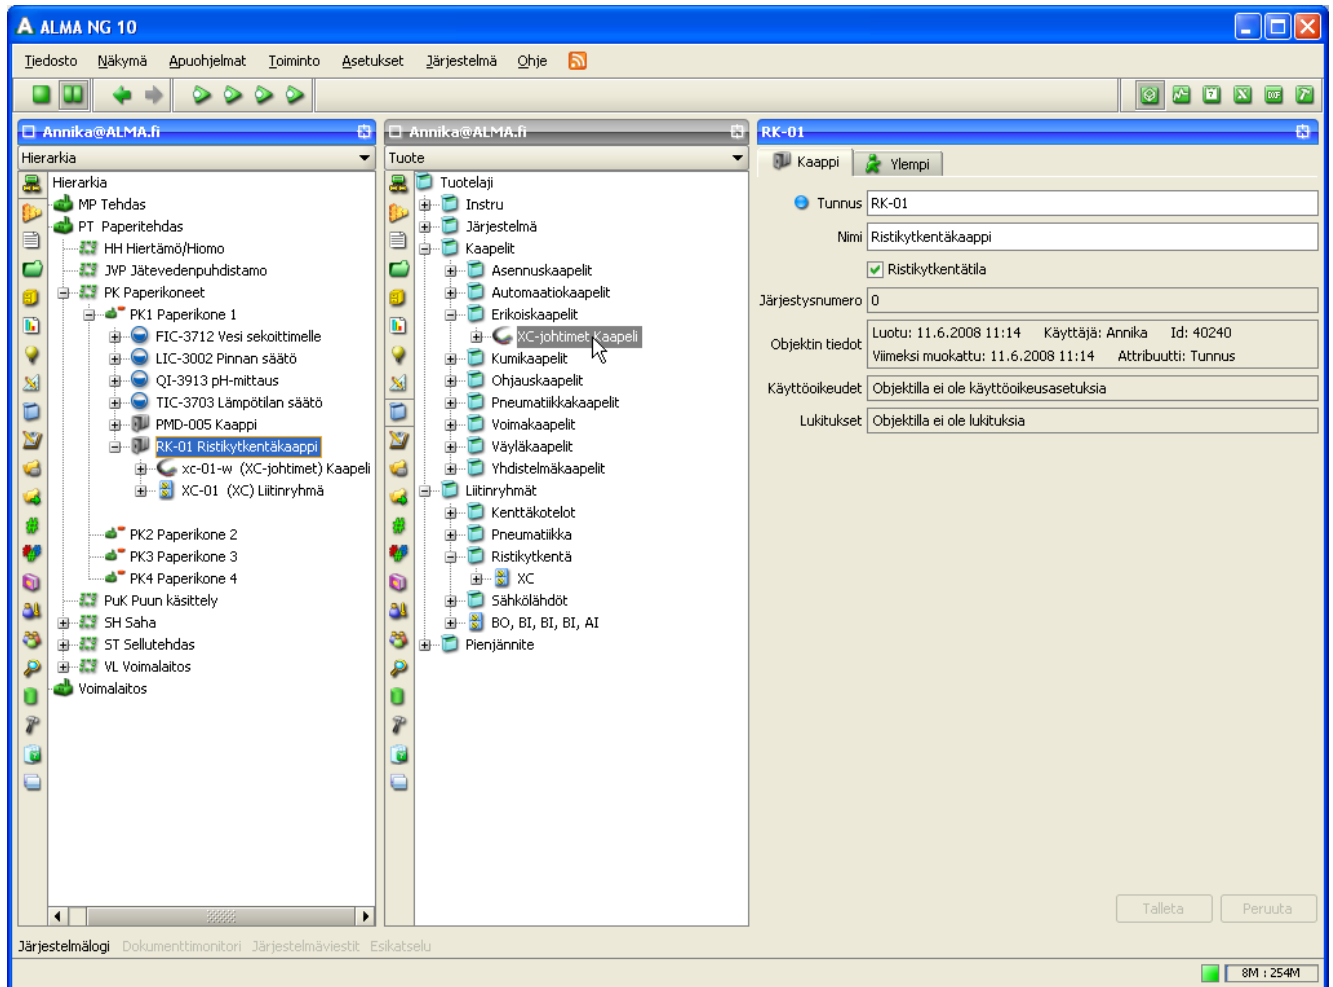 ALMA NG 10
Tiedosto Näkymä Apuohjelmat Toiminto Asetukset Järjestelmä Ohje
Annika@ALMA.fi
Hierarkia
Hierarkia
MP Tehdas
PT Paperitehdas
HH Hiertämö/Hiomo
JVP Jätevedenpuhdistamo
PK Paperikoneet
PK1 Paperikone 1
FIC-3712 Vesi sekoittimelle
LIC-3002 Pinnan säätö
QI-3913 pH-mittaus
TIC-3703 Lämpötilan säätö
PMD-005 Kaappi
RK-01 Ristikytkentäkaappi
xc-01-w (XC-johtimet) Kaapeli
XC-01 (XC) Liitinryhmä
PK2 Paperikone 2
PK3 Paperikone 3
PK4 Paperikone 4
PuK Puun käsittely
SH Saha
ST Sellutehdas
VL Voimalaitos
Voimalaitos
Annika@ALMA.fi
Tuote
Tuotelaji
Instru
Järjestelmä
Kaapelit
Asennuskaapelit
Automaatiokaapelit
Erikoiskaapelit
XC-johtimet Kaapeli
Kumikaapelit
Ohjauskaapelit
Pneumatiikkakaapelit
Voimakaapelit
Väyläkaapelit
Yhdistelmäkaapelit
Liitinryhmät
Kenttäkotelot
Pneumatiikka
Ristikytkentä
XC
Sähkölähdöt
BO, BI, BI, BI, AI
Pienjännite
RK-01
Kaappi Ylempi
Tunnus RK-01
Nimi Ristikytkentäkaappi
Ristikytkentätila
Järjestysnumero 0
Objektin tiedot Luotu: 11.6.2008 11:14 Käyttäjä: Annika Id: 40240
Viimeksi muokattu: 11.6.2008 11:14 Attribuutti: Tunnus
Käyttöoikeudet Objektilla ei ole käyttöoikeusasetuksia
Lukitukset Objektilla ei ole lukituksia
Talleta Peruuta
Järjestelmälogi Dokumenttimonitori Järjestelmäviestit Esikatselu
8M : 254M